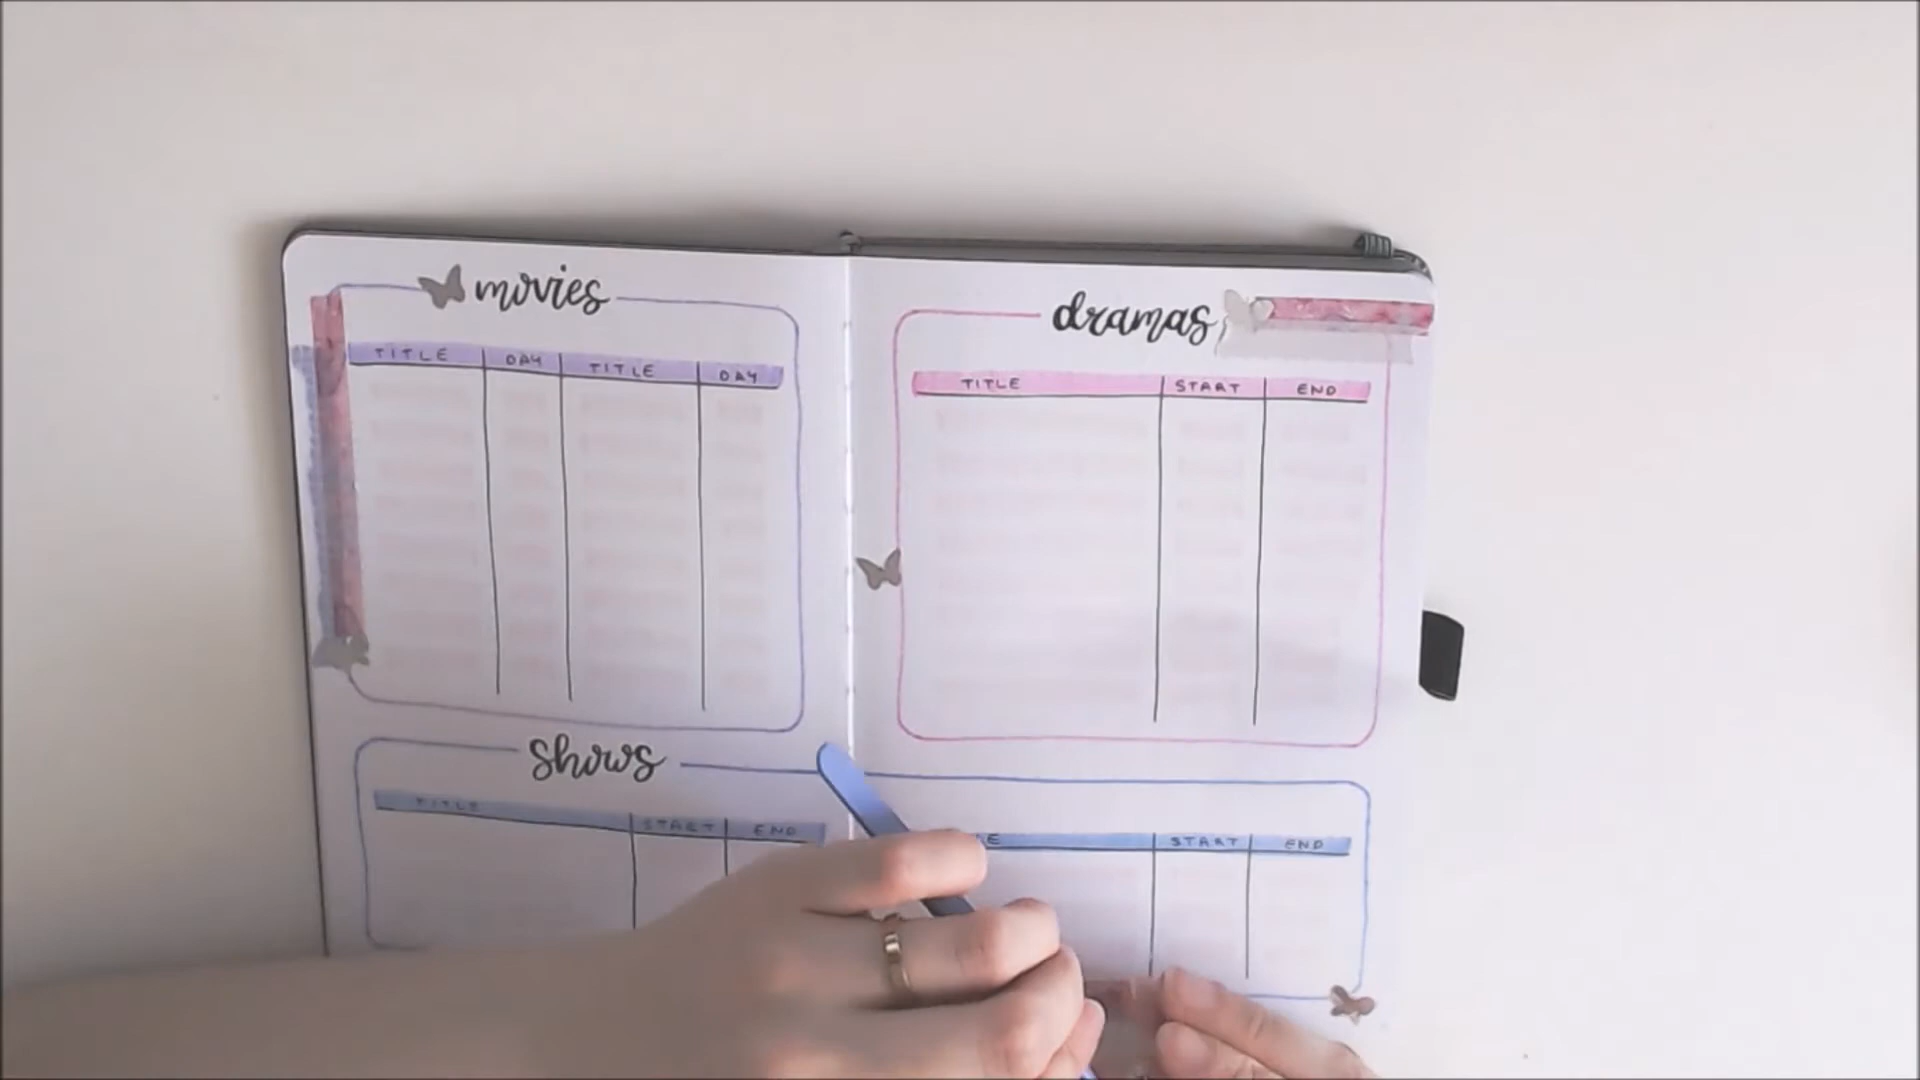 movies
TITLE DAY TITLE DAY
dramas
TITLE START END
shows
TITLE START END
START END